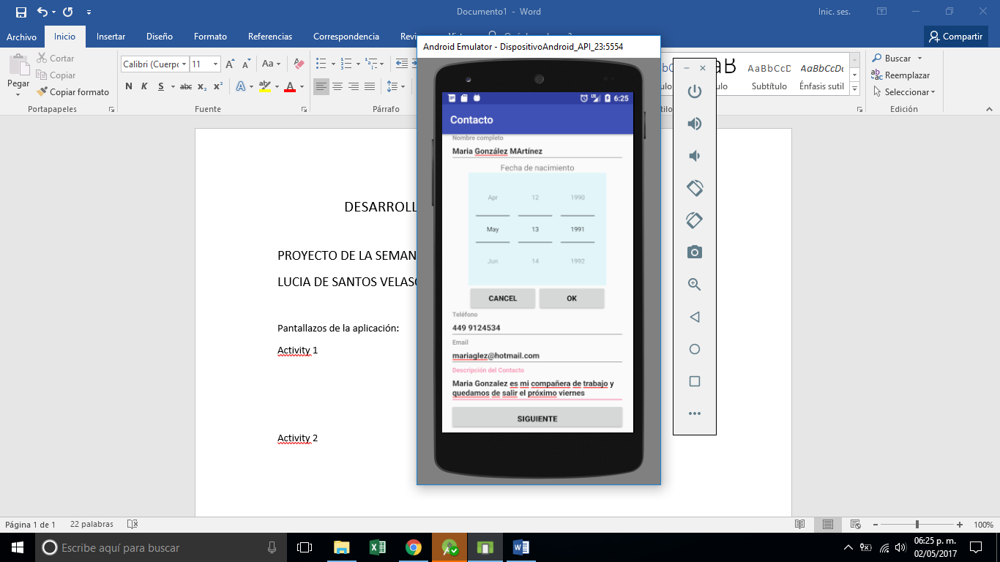 Documento1 - Word
Inic. ses.
Archivo
Inicio
Insertar
Diseño
Formato
Referencias
Correspondencia
Compartir
Pegar
Cortar
Copiar
Copiar formato
Portapapeles
Calibri (Cuerpo
11
Aa
N K S abc x₂ x²
Fuente
Párrafo
AaBbCcD
AaBbCcDc
Subtítulo
Énfasis sutil
Buscar
Reemplazar
Seleccionar
Edición
DESARROLL
PROYECTO DE LA SEMAN
LUCIA DE SANTOS VELASC
Pantallazos de la aplicación:
Activity 1
Activity 2
Android Emulator - DispositivoAndroid_API_23:5554
6:25
Contacto
Nombre completo
Maria González MArtínez
Fecha de nacimiento
Apr 12 1990
May 13 1991
Jun 14 1992
CANCEL OK
Teléfono
449 9124534
Email
mariaglez@hotmail.com
Descripción del Contacto
Maria Gonzalez es mi compañera de trabajo y
quedamos de salir el próximo viernes
SIGUIENTE
Página 1 de 1
22 palabras
100%
Escribe aquí para buscar
06:25 p. m.
02/05/2017